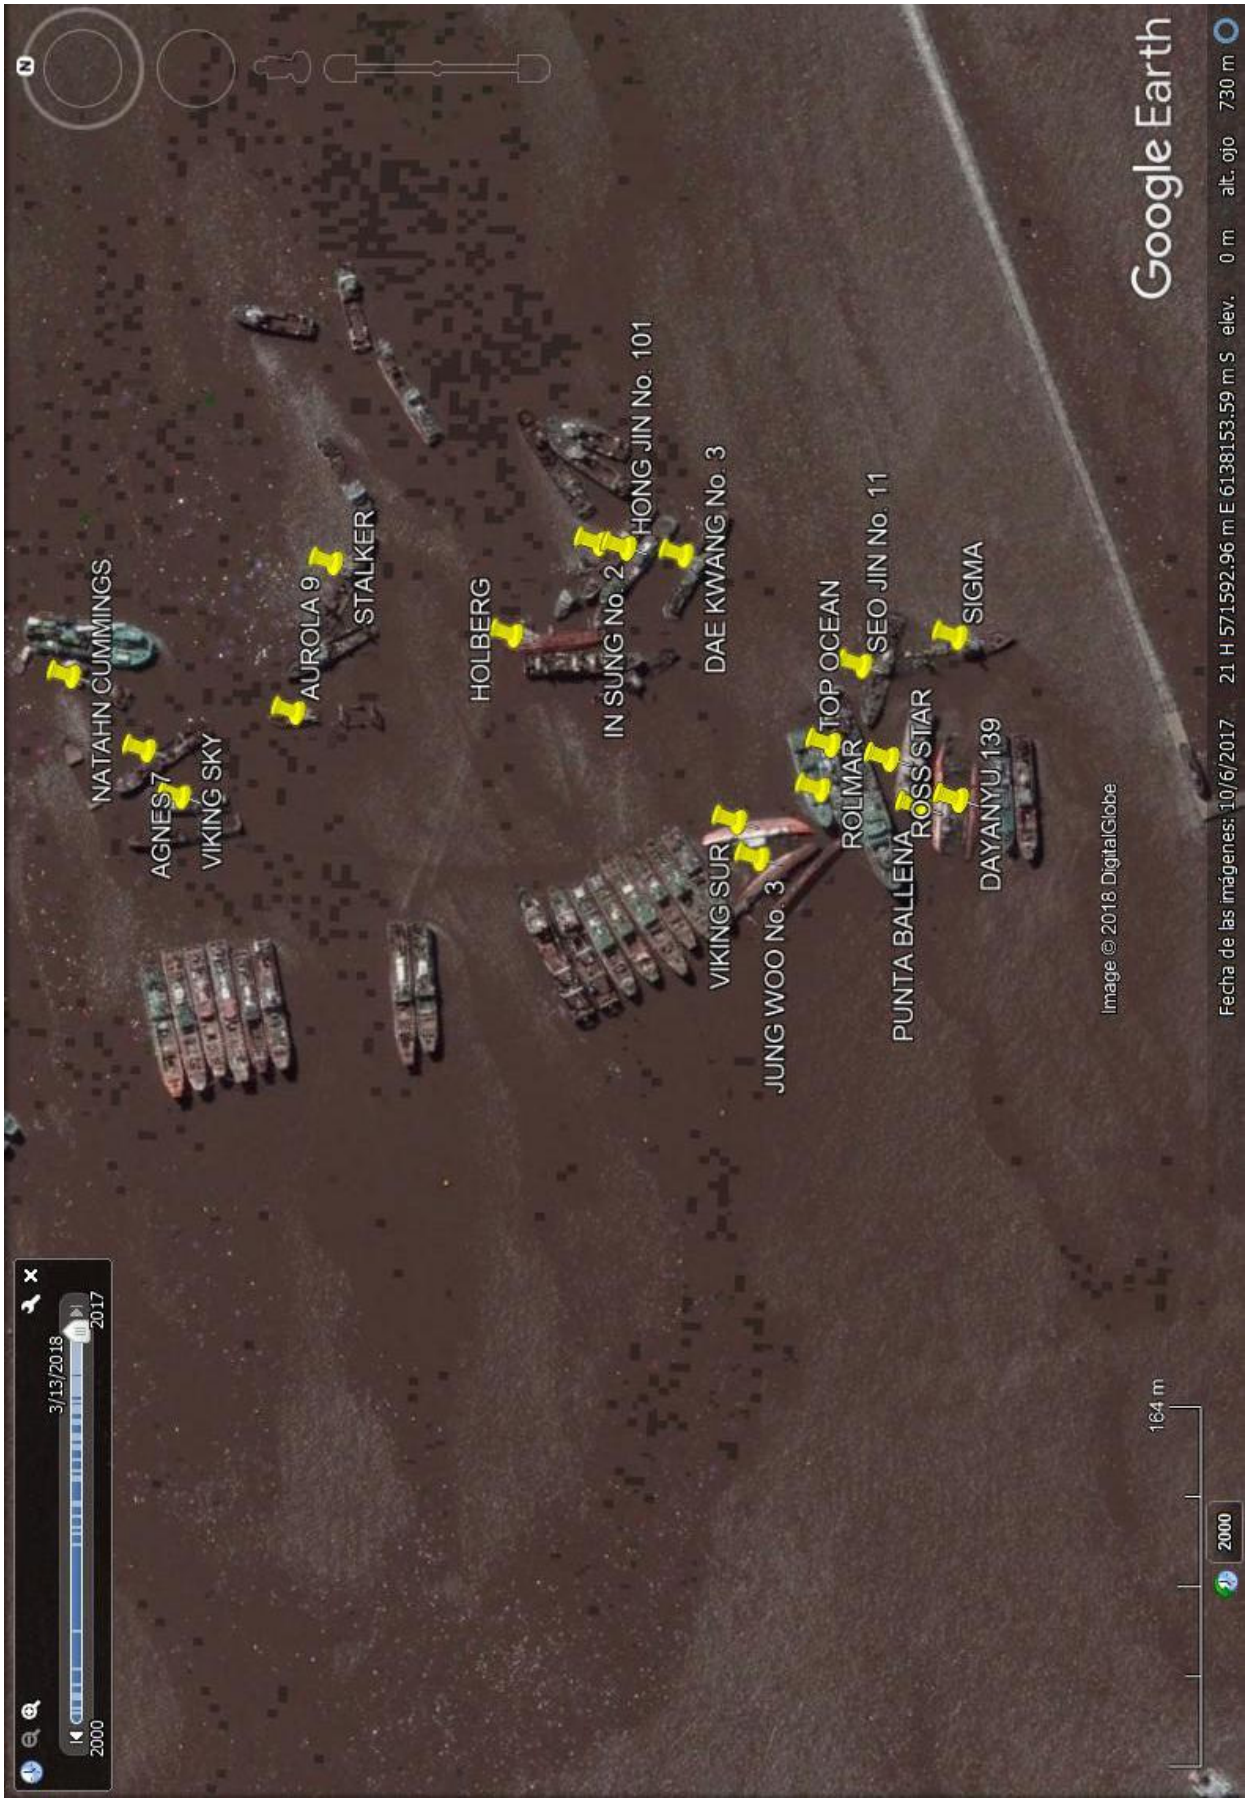 3/13/2018
2000
2017
NATAHN CUMMINGS
AGNES 7
VIKING SKY
AUROLA 9
STALKER
HOLBERG
IN SUNG No. 2
HONG JIN No. 101
DAE KWANG No. 3
VIKING SUR
JUNG WOO No. 3
TOP OCEAN
ROLMAR
SEO JIN No. 11
PUNTA BALLENA
ROSS STAR
SIGMA
DAYANYU 139
N
164 m
Image © 2018 DigitalGlobe
Google Earth
2000
Fecha de las imágenes: 10/6/2017 21 H 571592.96 m E 6138153.59 m S elev. 0 m alt. ojo 730 m